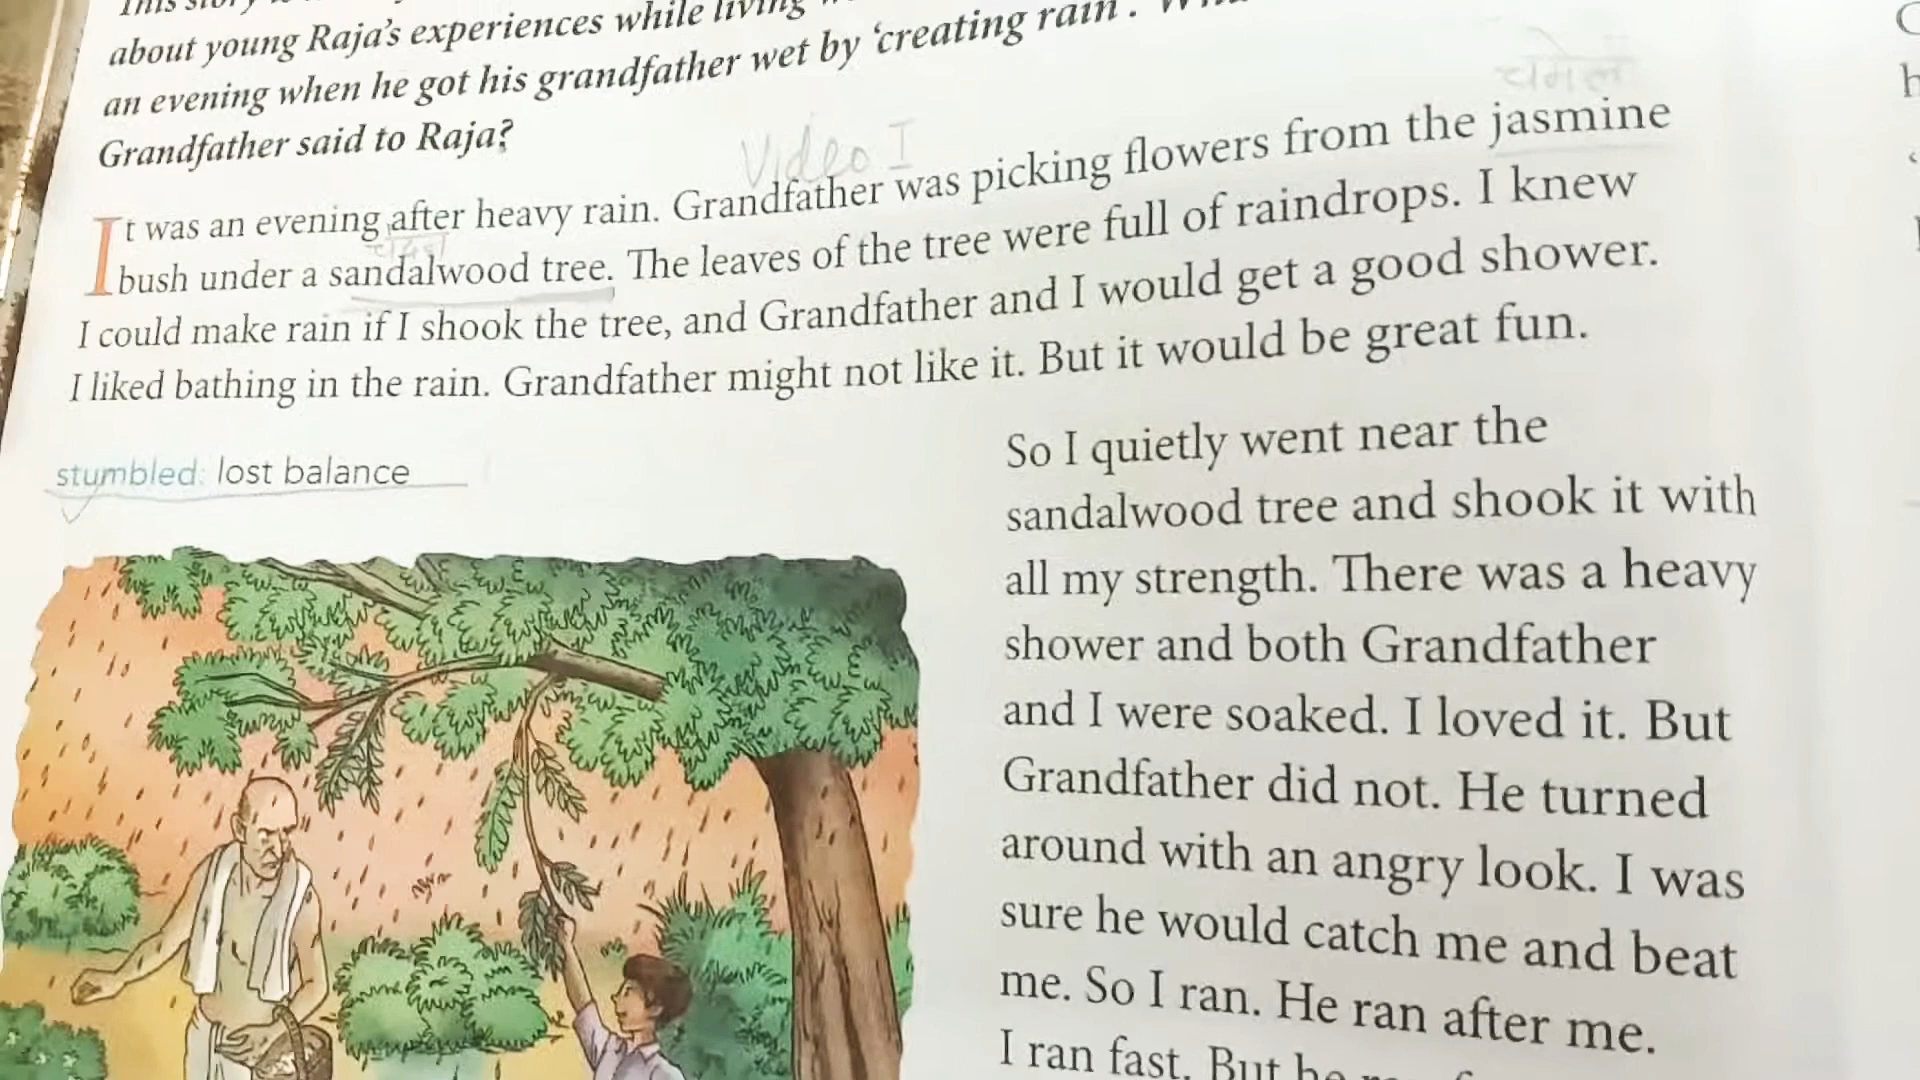 This story
about young Raja's experiences while living
an evening when he got his grandfather wet by 'creating rain'.
Grandfather said to Raja?
Video I
It was an evening after heavy rain. Grandfather was picking flowers from the jasmine
bush under a sandalwood tree. The leaves of the tree were full of raindrops. I knew
I could make rain if I shook the tree, and Grandfather and I would get a good shower.
I liked bathing in the rain. Grandfather might not like it. But it would be great fun.
stumbled: lost balance
So I quietly went near the
sandalwood tree and shook it with
all my strength. There was a heavy
shower and both Grandfather
and I were soaked. I loved it. But
Grandfather did not. He turned
around with an angry look. I was
sure he would catch me and beat
me. So I ran. He ran after me.
I ran fast. But he